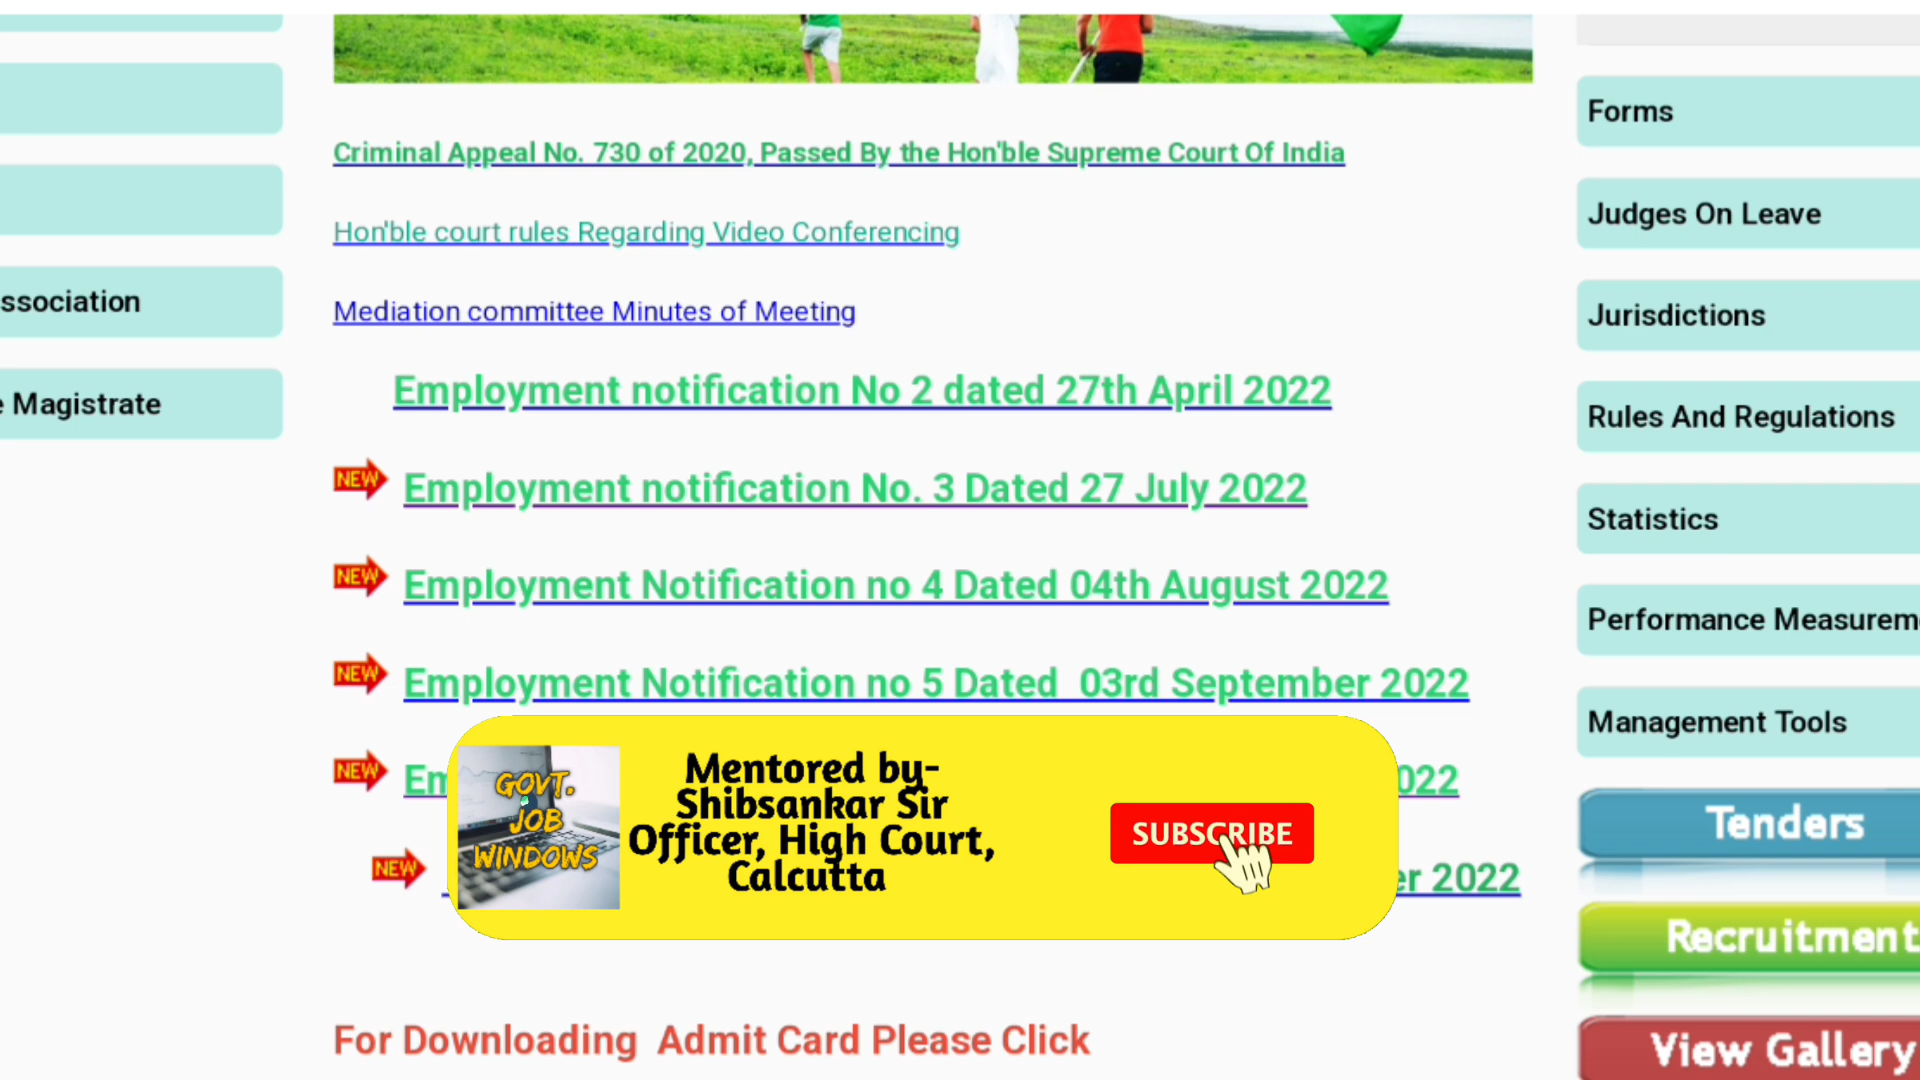 Criminal Appeal No. 730 of 2020, Passed By the Hon'ble Supreme Court Of India
Hon'ble court rules Regarding Video Conferencing
Mediation committee Minutes of Meeting
Employment notification No 2 dated 27th April 2022
NEW Employment notification No. 3 Dated 27 July 2022
NEW Employment Notification no 4 Dated 04th August 2022
NEW Employment Notification no 5 Dated 03rd September 2022
NEW Em 022
NEW er 2022
GOVT.
JOB
WINDOWS
Mentored by-
Shibsankar Sir
Officer, High Court,
Calcutta
SUBSCRIBE
For Downloading Admit Card Please Click
ssociation
e Magistrate
Forms
Judges On Leave
Jurisdictions
Rules And Regulations
Statistics
Performance Measurem
Management Tools
Tenders
Recruitment
View Gallery